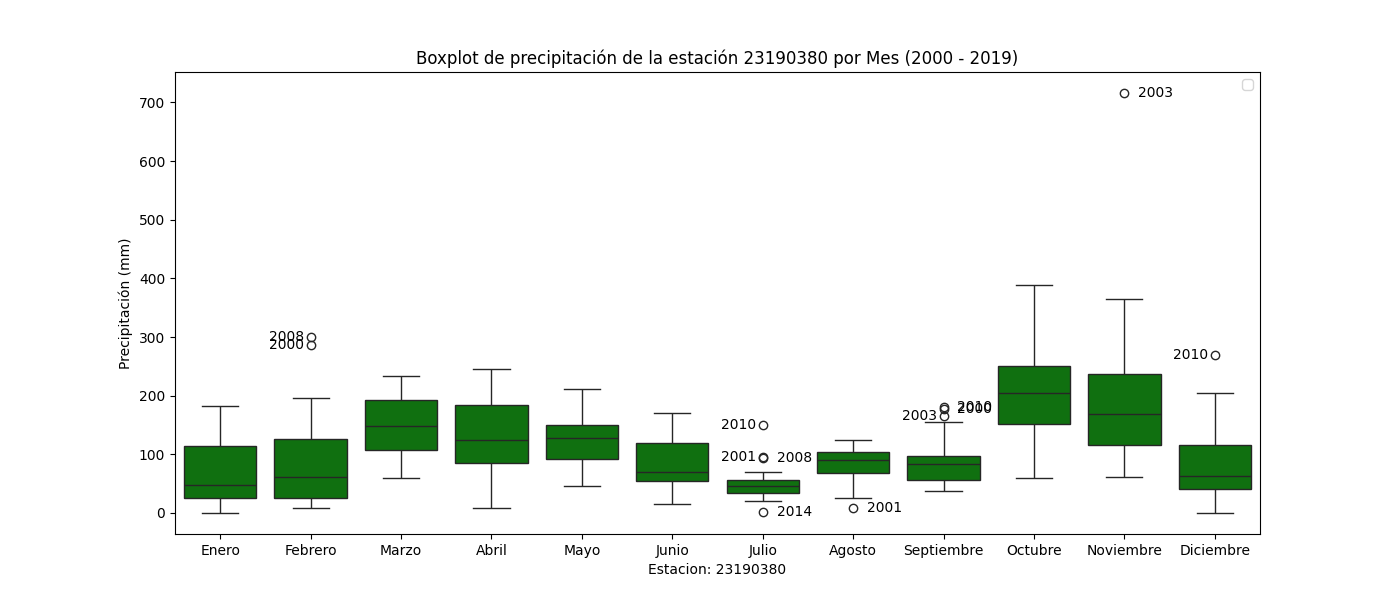 Boxplot de precipitación de la estación 23190380 por Mes (2000 - 2019)
Precipitación (mm)
700
600
500
400
300
200
100
0
2008
2000
2010
2001
2008
2014
2001
2003
2010
2000
2003
2010
Enero
Febrero
Marzo
Abril
Mayo
Junio
Julio
Agosto
Septiembre
Octubre
Noviembre
Diciembre
Estacion: 23190380